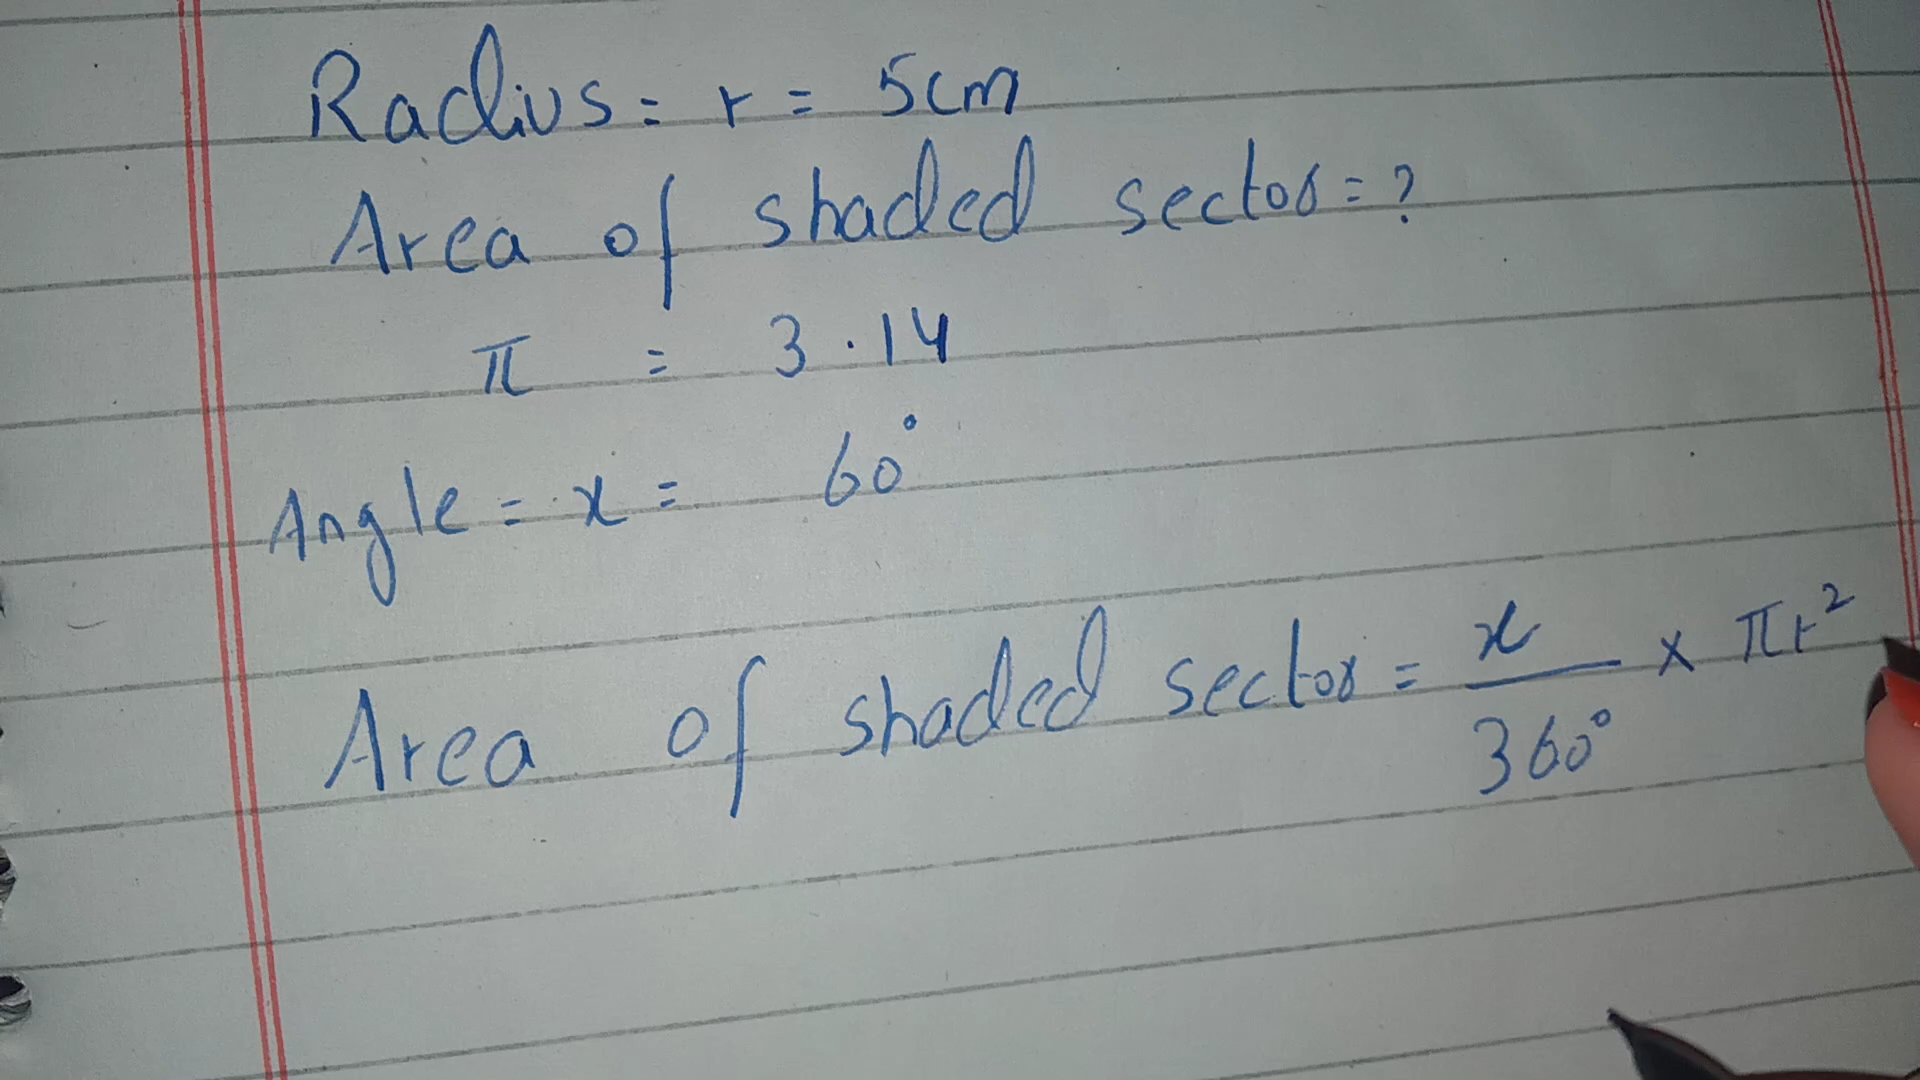 Radius = r = 5cm
Area of shaded sector = ?
π = 3.14
Angle = x = 60°
Area of shaded sector = x/360° × πr²